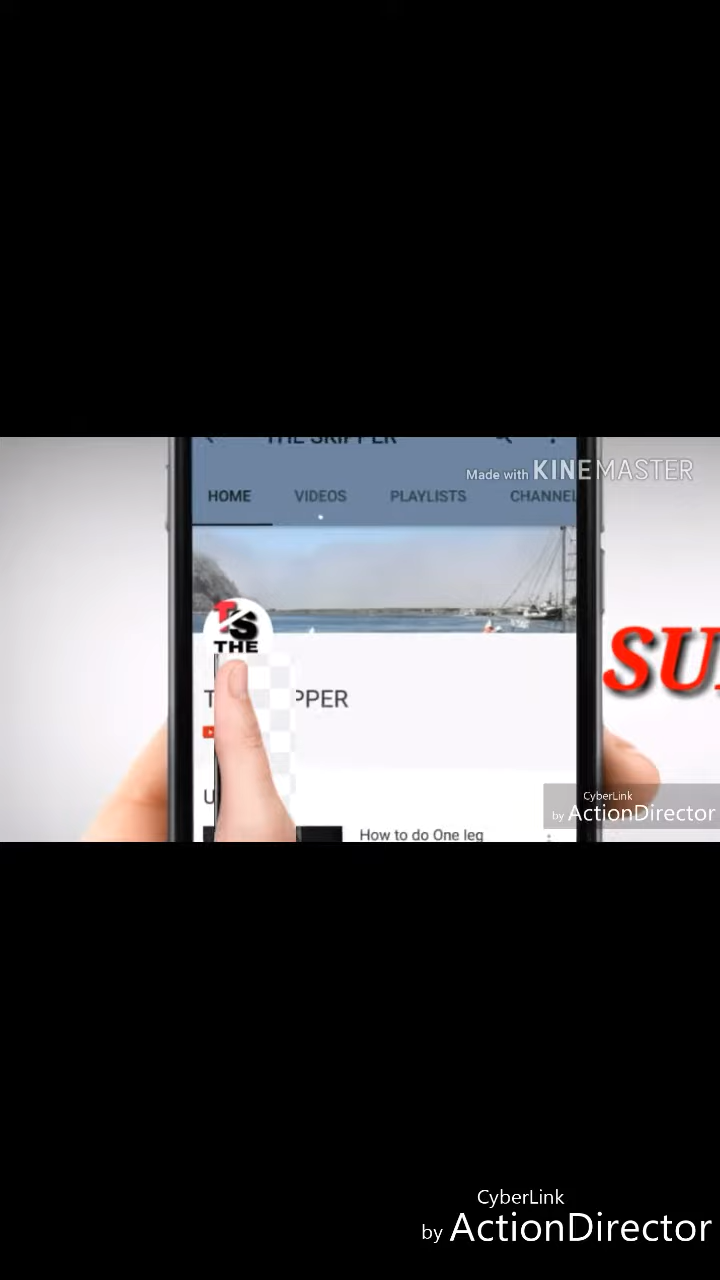 THE SKIPPER
Made with KINEMASTER
HOME VIDEOS PLAYLISTS CHANNEL
TS
THE
PPER
SU
CyberLink
by ActionDirector
How to do One leg
CyberLink
by ActionDirector